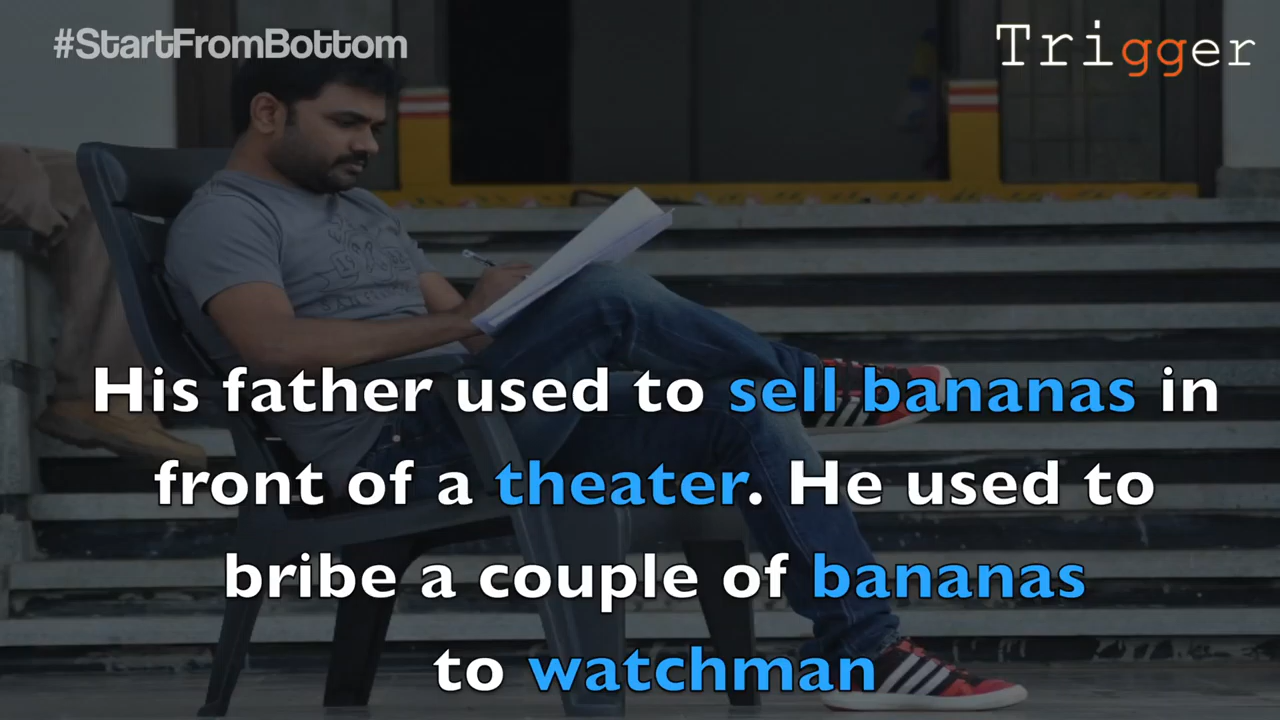 #StartFromBottom
Trigger
His father used to sell bananas in
front of a theater. He used to
bribe a couple of bananas
to watchman